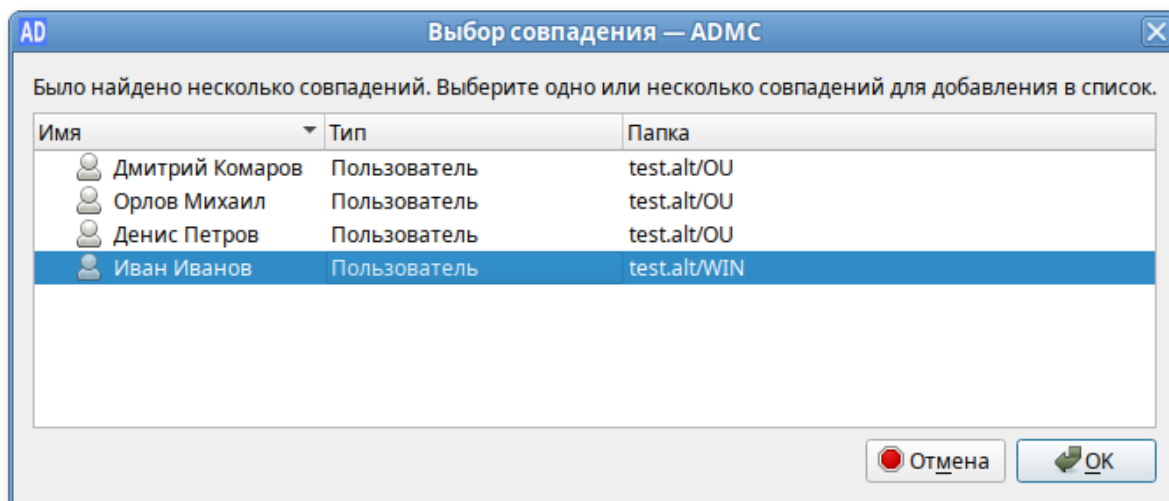 AD Выбор совпадения — ADMC
Было найдено несколько совпадений. Выберите одно или несколько совпадений для добавления в список.
Имя Тип Папка
Дмитрий Комаров Пользователь test.alt/OU
Орлов Михаил Пользователь test.alt/OU
Денис Петров Пользователь test.alt/OU
Иван Иванов Пользователь test.alt/WIN
Отмена OK